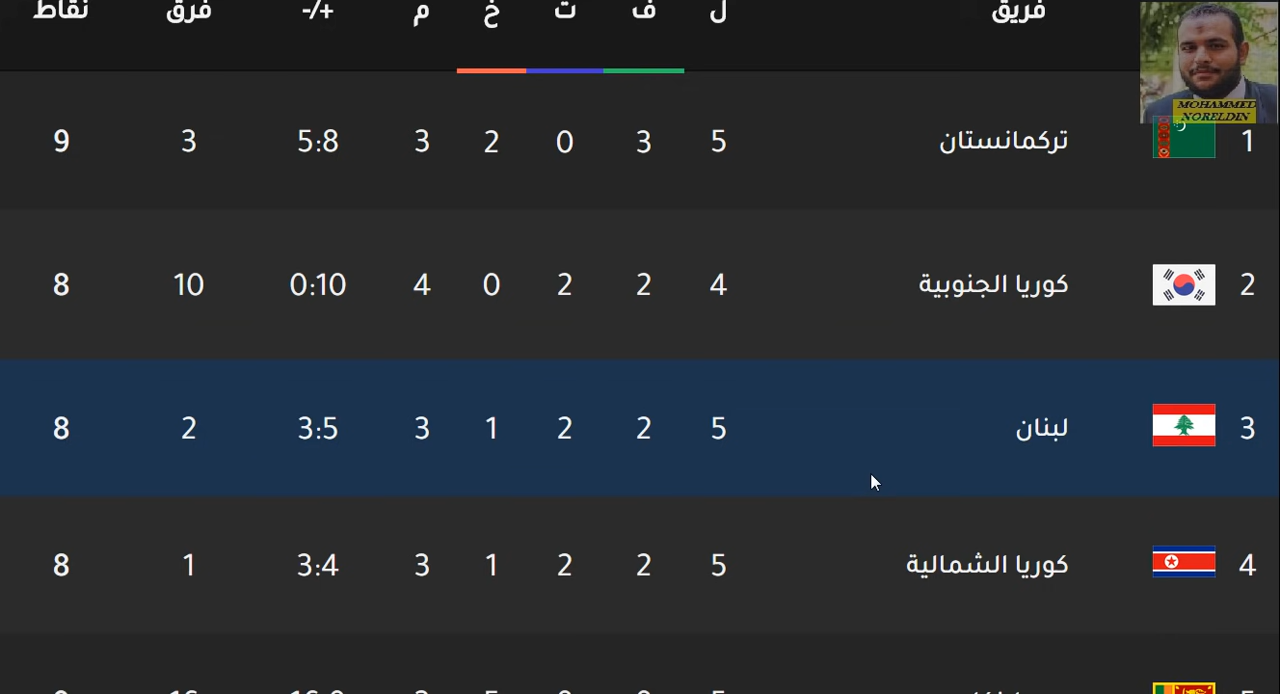 فريق ل ف ت خ م +/- فرق نقاط
MOHAMMED
NORELDIN
1 تركمانستان 5 3 0 2 3 5:8 3 9
2 كوريا الجنوبية 4 2 2 0 4 0:10 10 8
3 لبنان 5 2 2 1 3 3:5 2 8
4 كوريا الشمالية 5 2 2 1 3 3:4 1 8